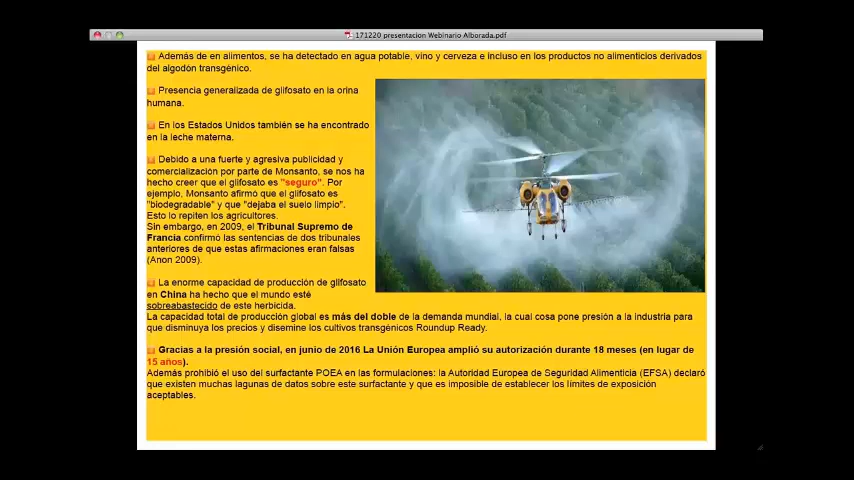 171220 presentacion Webinario Alborada.pdf
Además de en alimentos, se ha detectado en agua potable, vino y cerveza e incluso en los productos no alimenticios derivados
del algodón transgénico.
Presencia generalizada de glifosato en la orina
humana.
En los Estados Unidos también se ha encontrado
en la leche materna.
Debido a una fuerte y agresiva publicidad y
comercialización por parte de Monsanto, se nos ha
hecho creer que el glifosato es "seguro". Por
ejemplo, Monsanto afirmó que el glifosato es
"biodegradable" y que "dejaba el suelo limpio".
Esto lo repiten los agricultores.
Sin embargo, en 2009, el Tribunal Supremo de
Francia confirmó las sentencias de dos tribunales
anteriores de que estas afirmaciones eran falsas
(Anon 2009).
La enorme capacidad de producción de glifosato
en China ha hecho que el mundo esté
sobreabastecido de este herbicida.
La capacidad total de producción global es más del doble de la demanda mundial, la cual cosa pone presión a la industria para
que disminuya los precios y disemine los cultivos transgénicos Roundup Ready.
Gracias a la presión social, en junio de 2016 La Unión Europea amplió su autorización durante 18 meses (en lugar de
15 años).
Además prohibió el uso del surfactante POEA en las formulaciones: la Autoridad Europea de Seguridad Alimenticia (EFSA) declaró
que existen muchas lagunas de datos sobre este surfactante y que es imposible de establecer los límites de exposición
aceptables.